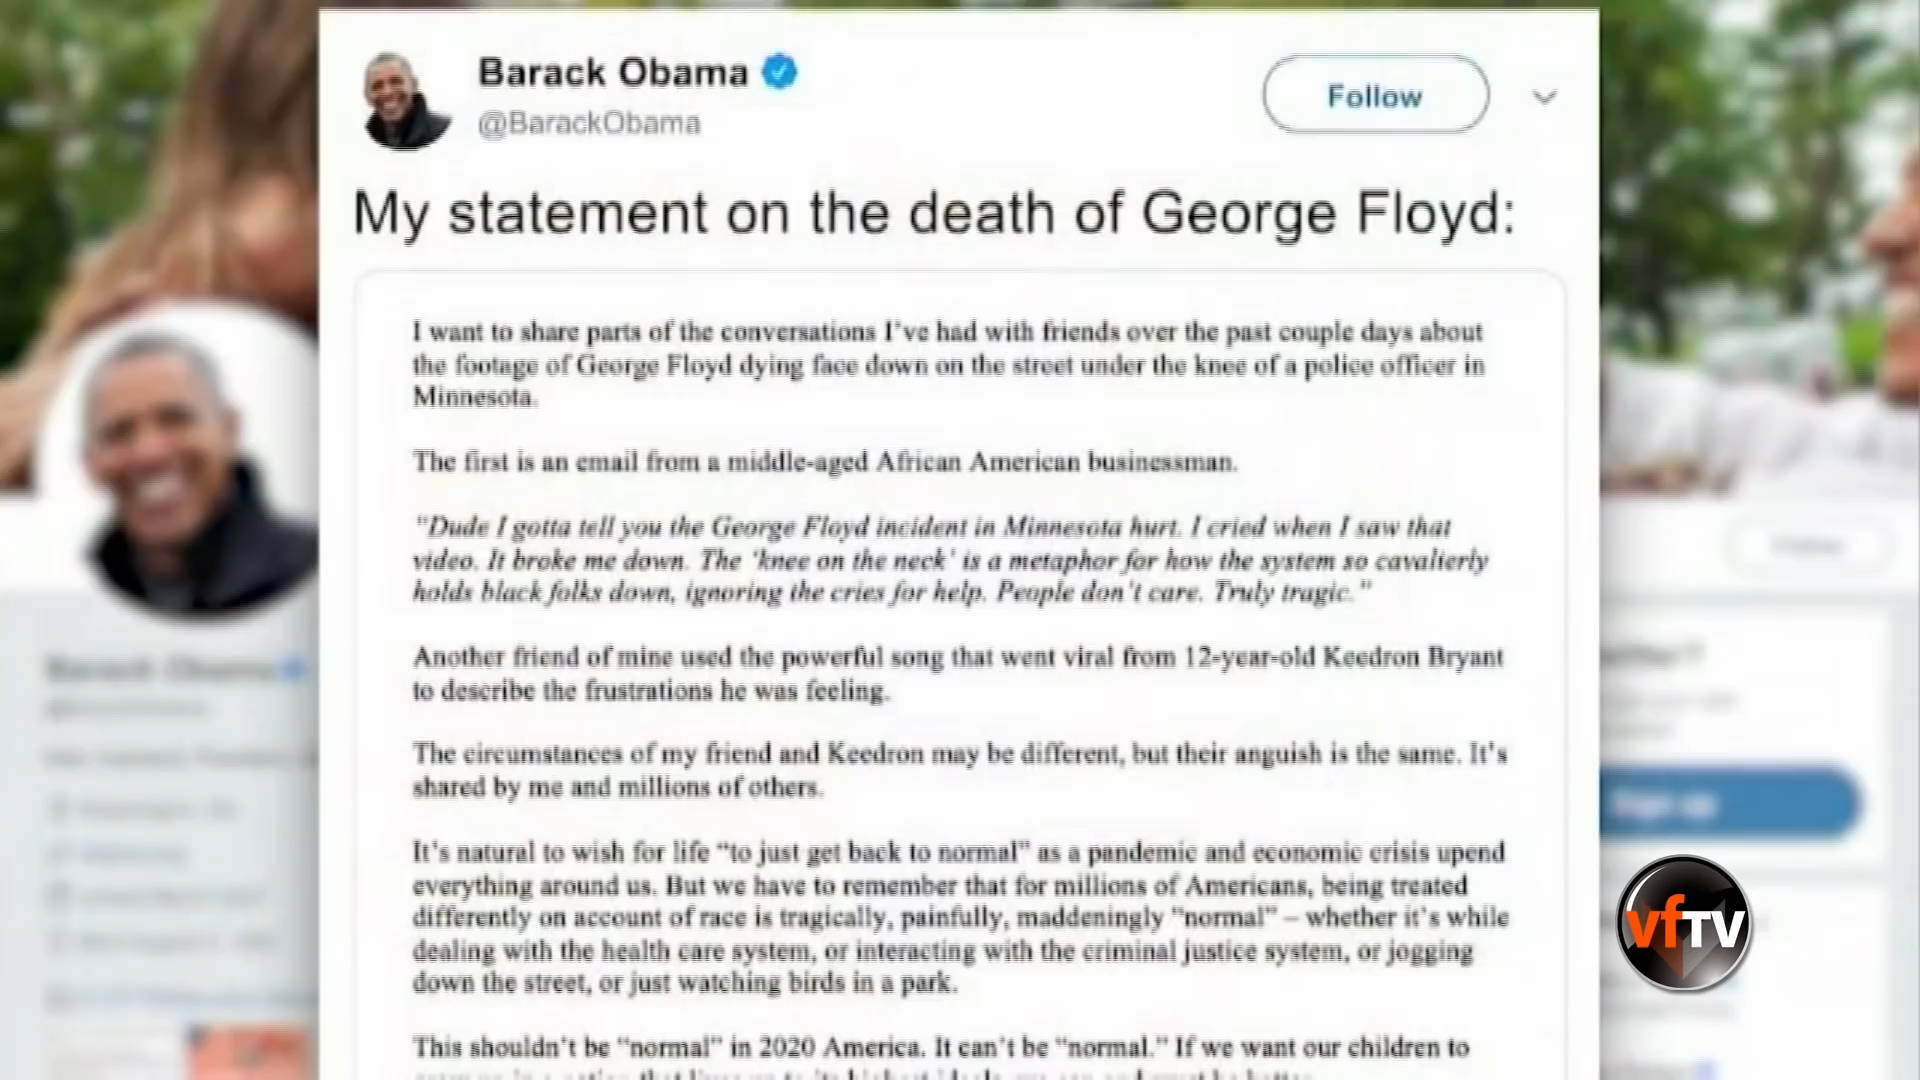 Barack Obama
@BarackObama
Follow
My statement on the death of George Floyd:
I want to share parts of the conversations I've had with friends over the past couple days about
the footage of George Floyd dying face down on the street under the knee of a police officer in
Minnesota.
The first is an email from a middle-aged African American businessman.
"Dude I gotta tell you the George Floyd incident in Minnesota hurt. I cried when I saw that
video. It broke me down. The 'knee on the neck' is a metaphor for how the system so cavalierly
holds black folks down, ignoring the cries for help. People don't care. Truly tragic."
Another friend of mine used the powerful song that went viral from 12-year-old Keedron Bryant
to describe the frustrations he was feeling.
The circumstances of my friend and Keedron may be different, but their anguish is the same. It's
shared by me and millions of others.
It's natural to wish for life "to just get back to normal" as a pandemic and economic crisis upend
everything around us. But we have to remember that for millions of Americans, being treated
differently on account of race is tragically, painfully, maddeningly "normal" – whether it's while
dealing with the health care system, or interacting with the criminal justice system, or jogging
down the street, or just watching birds in a park.
This shouldn't be "normal" in 2020 America. It can't be "normal." If we want our children to
Barack Obama
Follow
Sign up
vfTV